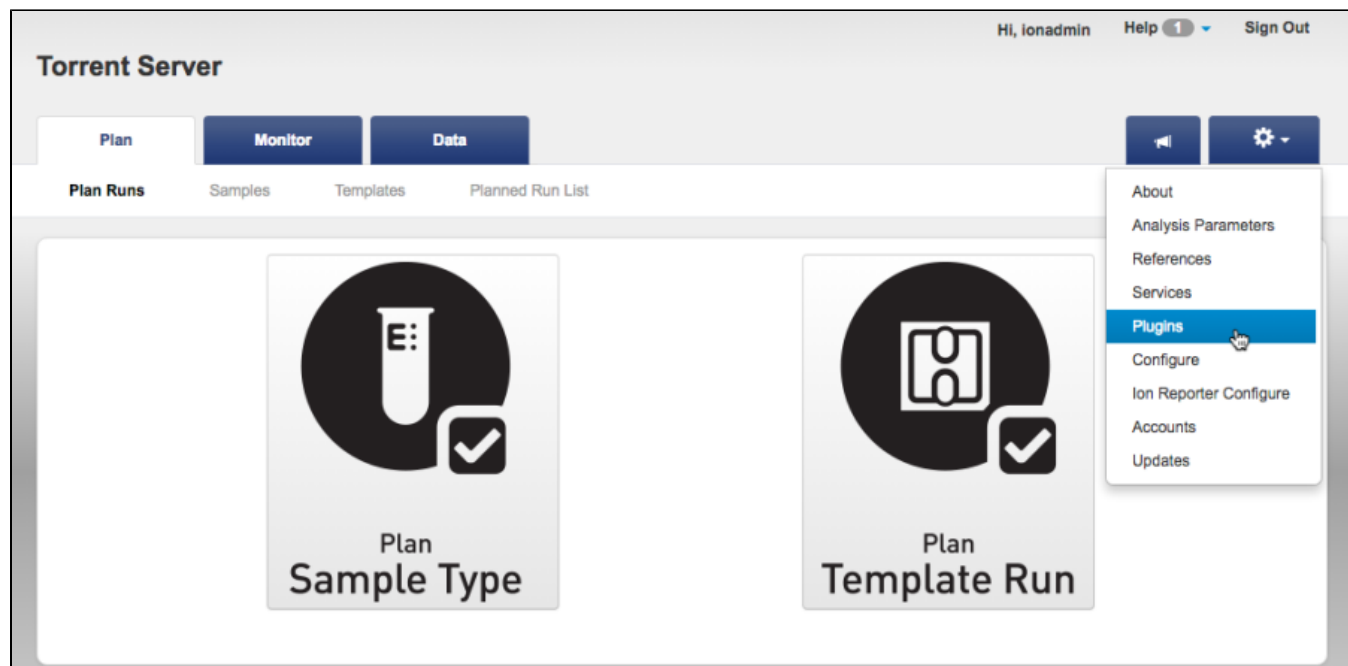 Hi, ionadmin Help 1 Sign Out
Torrent Server
Plan Monitor Data
Plan Runs Samples Templates Planned Run List
About
Analysis Parameters
References
Services
Plugins
Configure
Ion Reporter Configure
Accounts
Updates
E:
Plan
Sample Type
Plan
Template Run